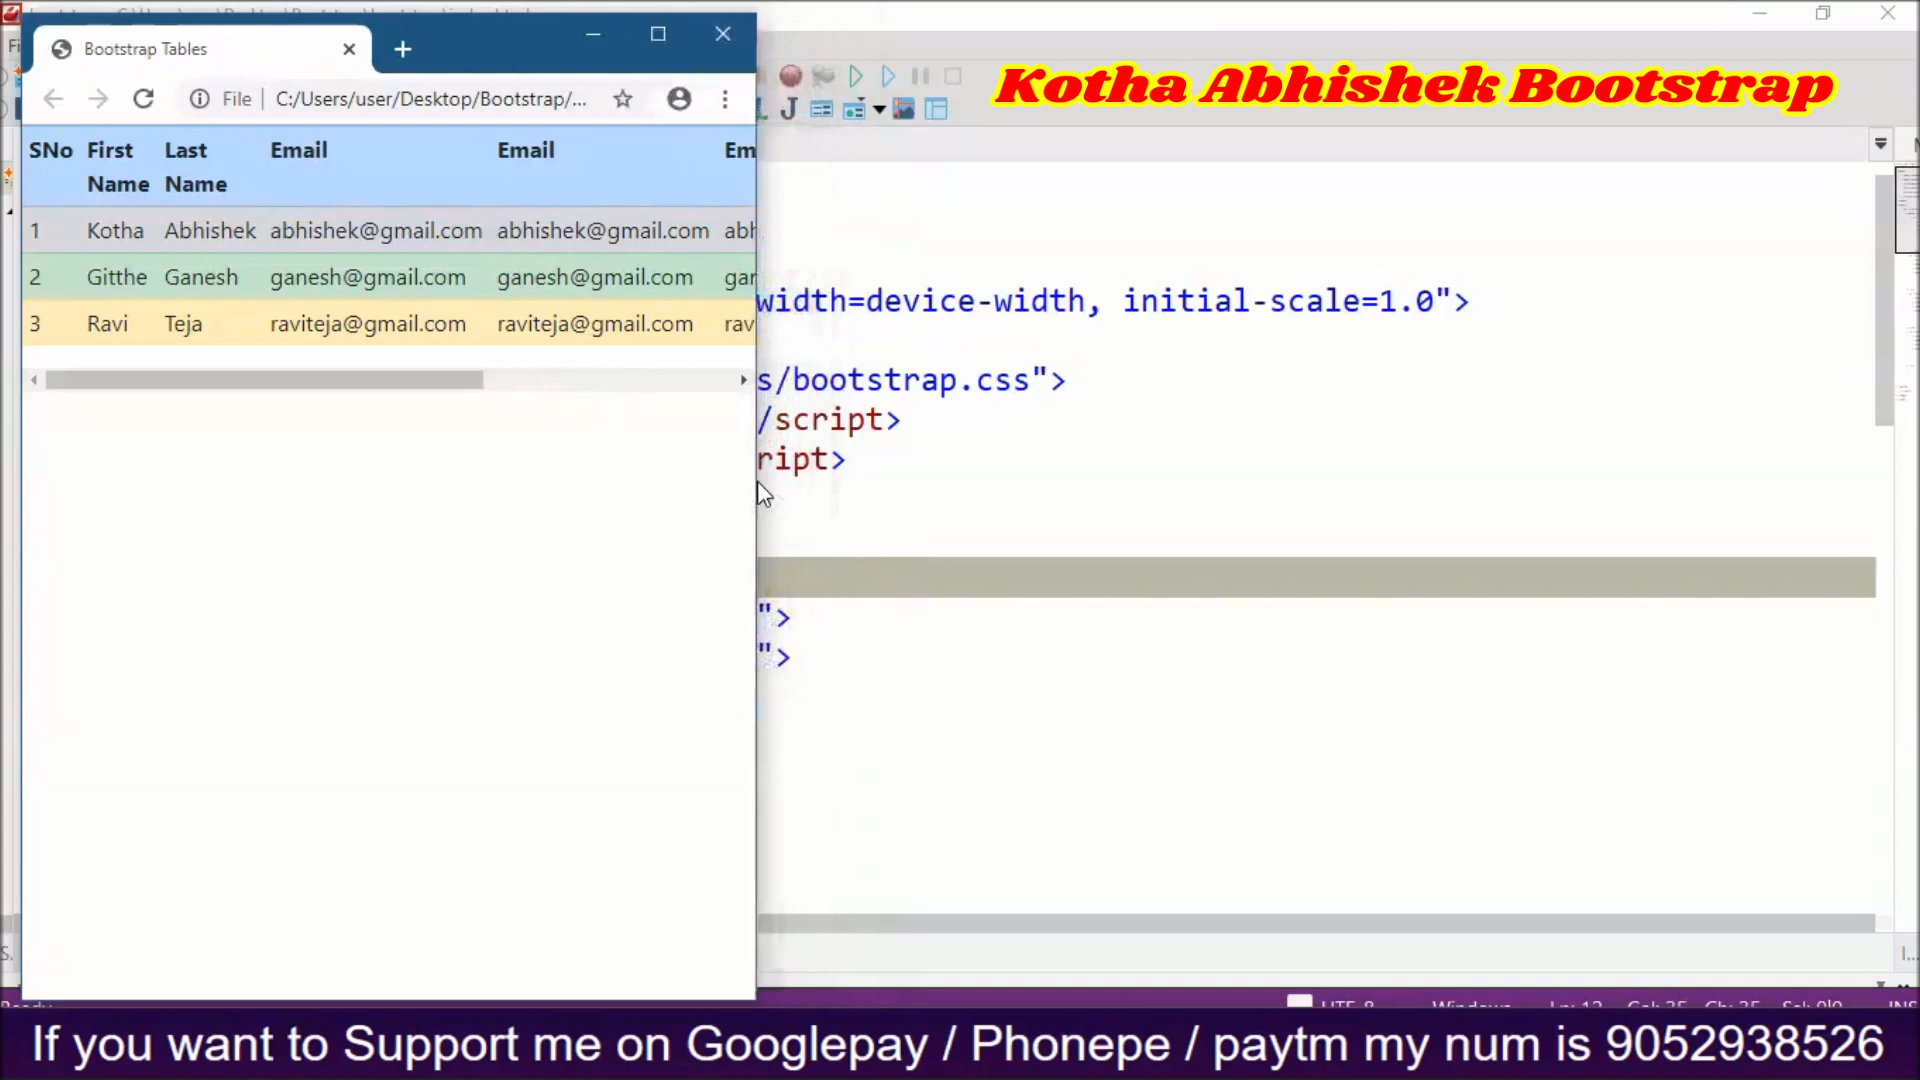 Bootstrap Tables
File
C:/Users/user/Desktop/Bootstrap/...
Kotha Abhishek Bootstrap
SNo First Name Last Name Email Email Em
1 Kotha Abhishek abhishek@gmail.com abhishek@gmail.com abh
2 Gitthe Ganesh ganesh@gmail.com ganesh@gmail.com gar
3 Ravi Teja raviteja@gmail.com raviteja@gmail.com rav
width=device-width, initial-scale=1.0">
s/bootstrap.css">
/script>
ript>
">
">
If you want to Support me on Googlepay / Phonepe / paytm my num is 9052938526